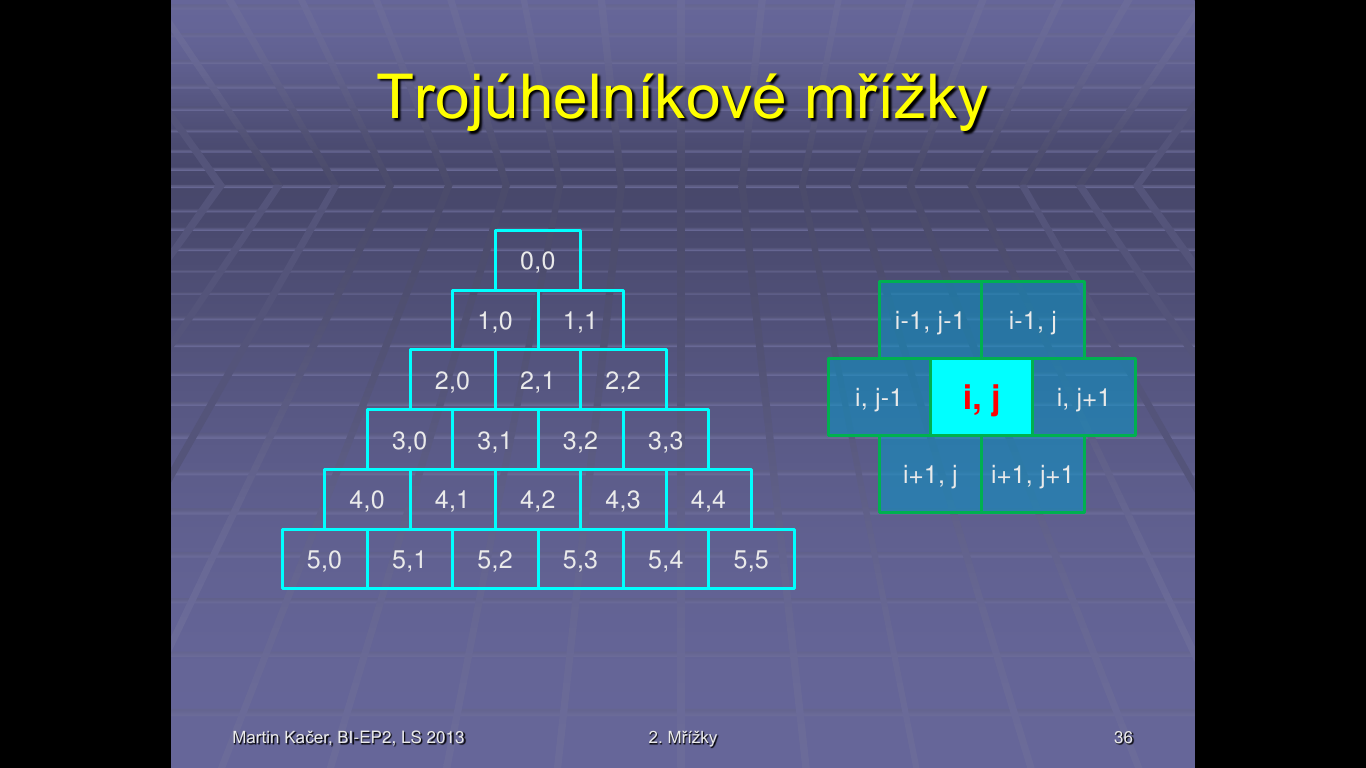 Trojúhelníkové mřížky
0,0
1,0 1,1
2,0 2,1 2,2
3,0 3,1 3,2 3,3
4,0 4,1 4,2 4,3 4,4
5,0 5,1 5,2 5,3 5,4 5,5
i-1, j-1 i-1, j
i, j-1 i, j i, j+1
i+1, j i+1, j+1
Martin Kačer, BI-EP2, LS 2013 2. Mřížky 36